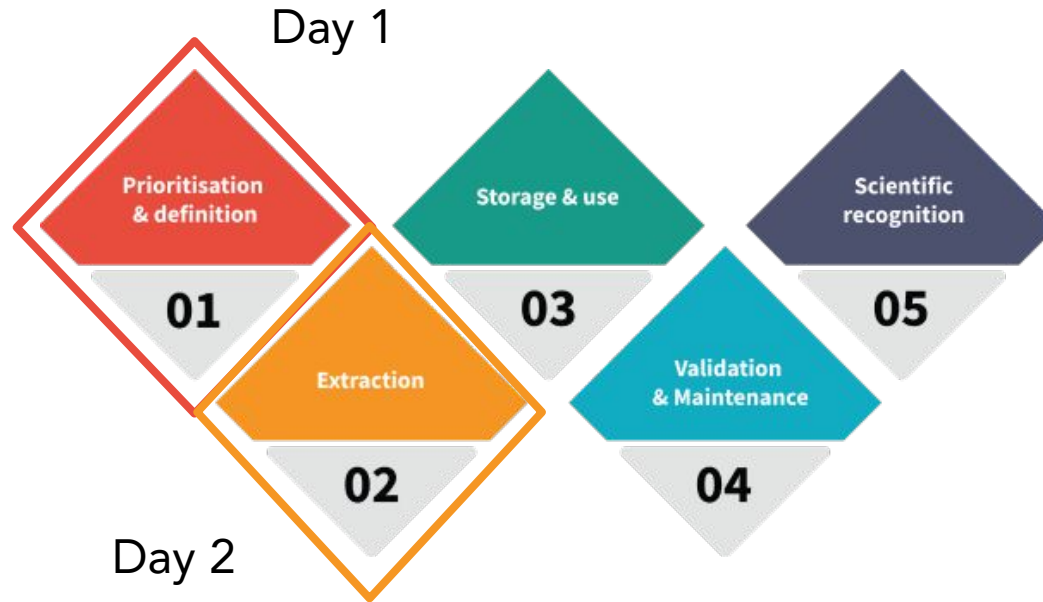 Day 1
Prioritisation
& definition
01
Extraction
02
Day 2
Storage & use
03
Validation
& Maintenance
04
Scientific
recognition
05